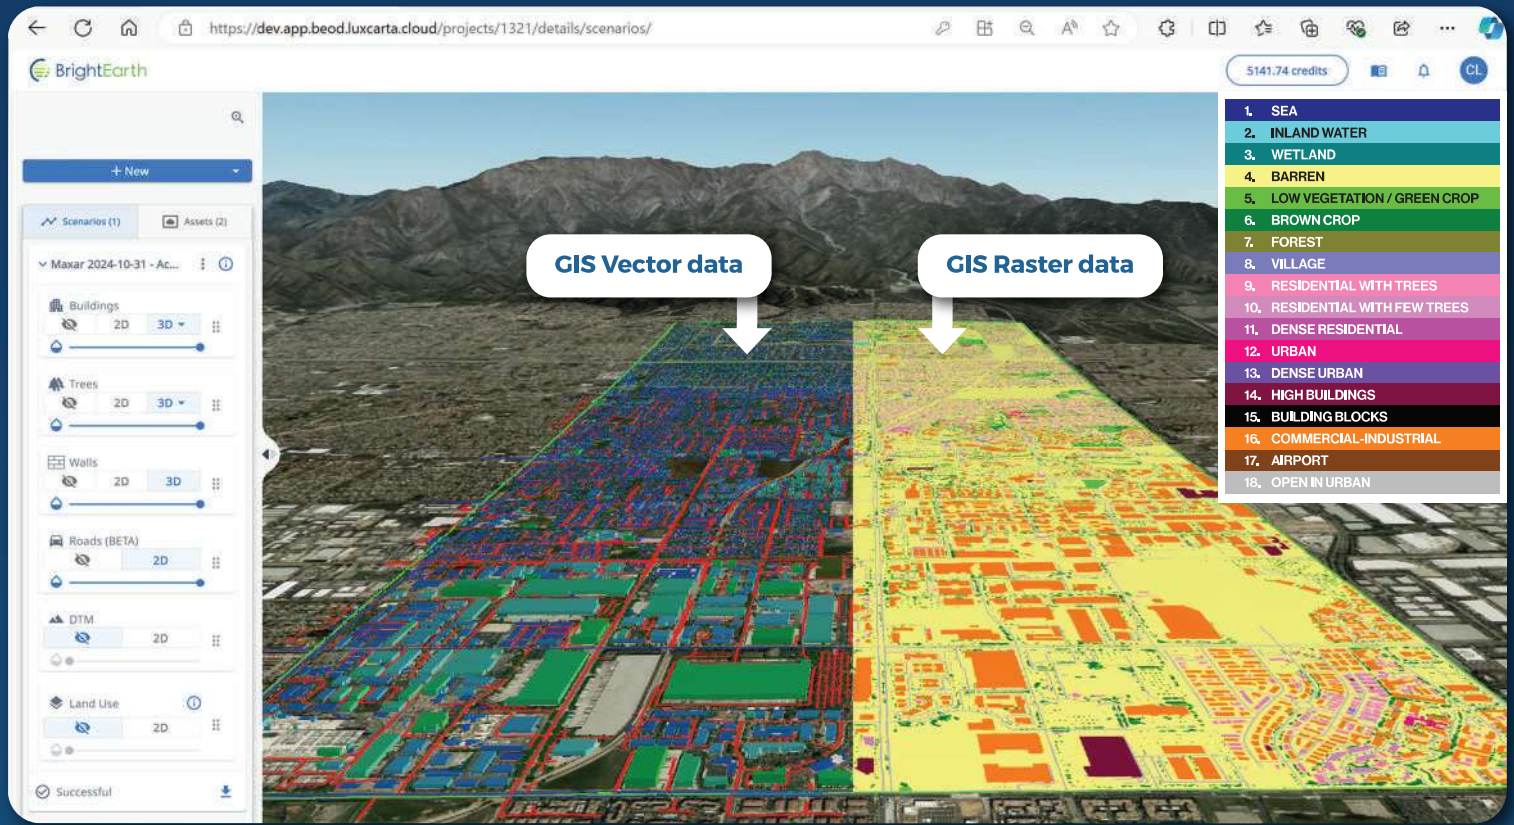 https://dev.app.beod.luxcarta.cloud/projects/1321/details/scenarios/
BrightEarth
5141.74 credits
CL
+ New
Scenarios (1)
Assets (2)
Maxar 2024-10-31 - Ac...
Buildings
2D
3D
Trees
2D
3D
Walls
2D
3D
Roads (BETA)
2D
DTM
2D
Land Use
2D
Successful
GIS Vector data
GIS Raster data
1. SEA
2. INLAND WATER
3. WETLAND
4. BARREN
5. LOW VEGETATION / GREEN CROP
6. BROWN CROP
7. FOREST
8. VILLAGE
9. RESIDENTIAL WITH TREES
10. RESIDENTIAL WITH FEW TREES
11. DENSE RESIDENTIAL
12. URBAN
13. DENSE URBAN
14. HIGH BUILDINGS
15. BUILDING BLOCKS
16. COMMERCIAL-INDUSTRIAL
17. AIRPORT
18. OPEN IN URBAN